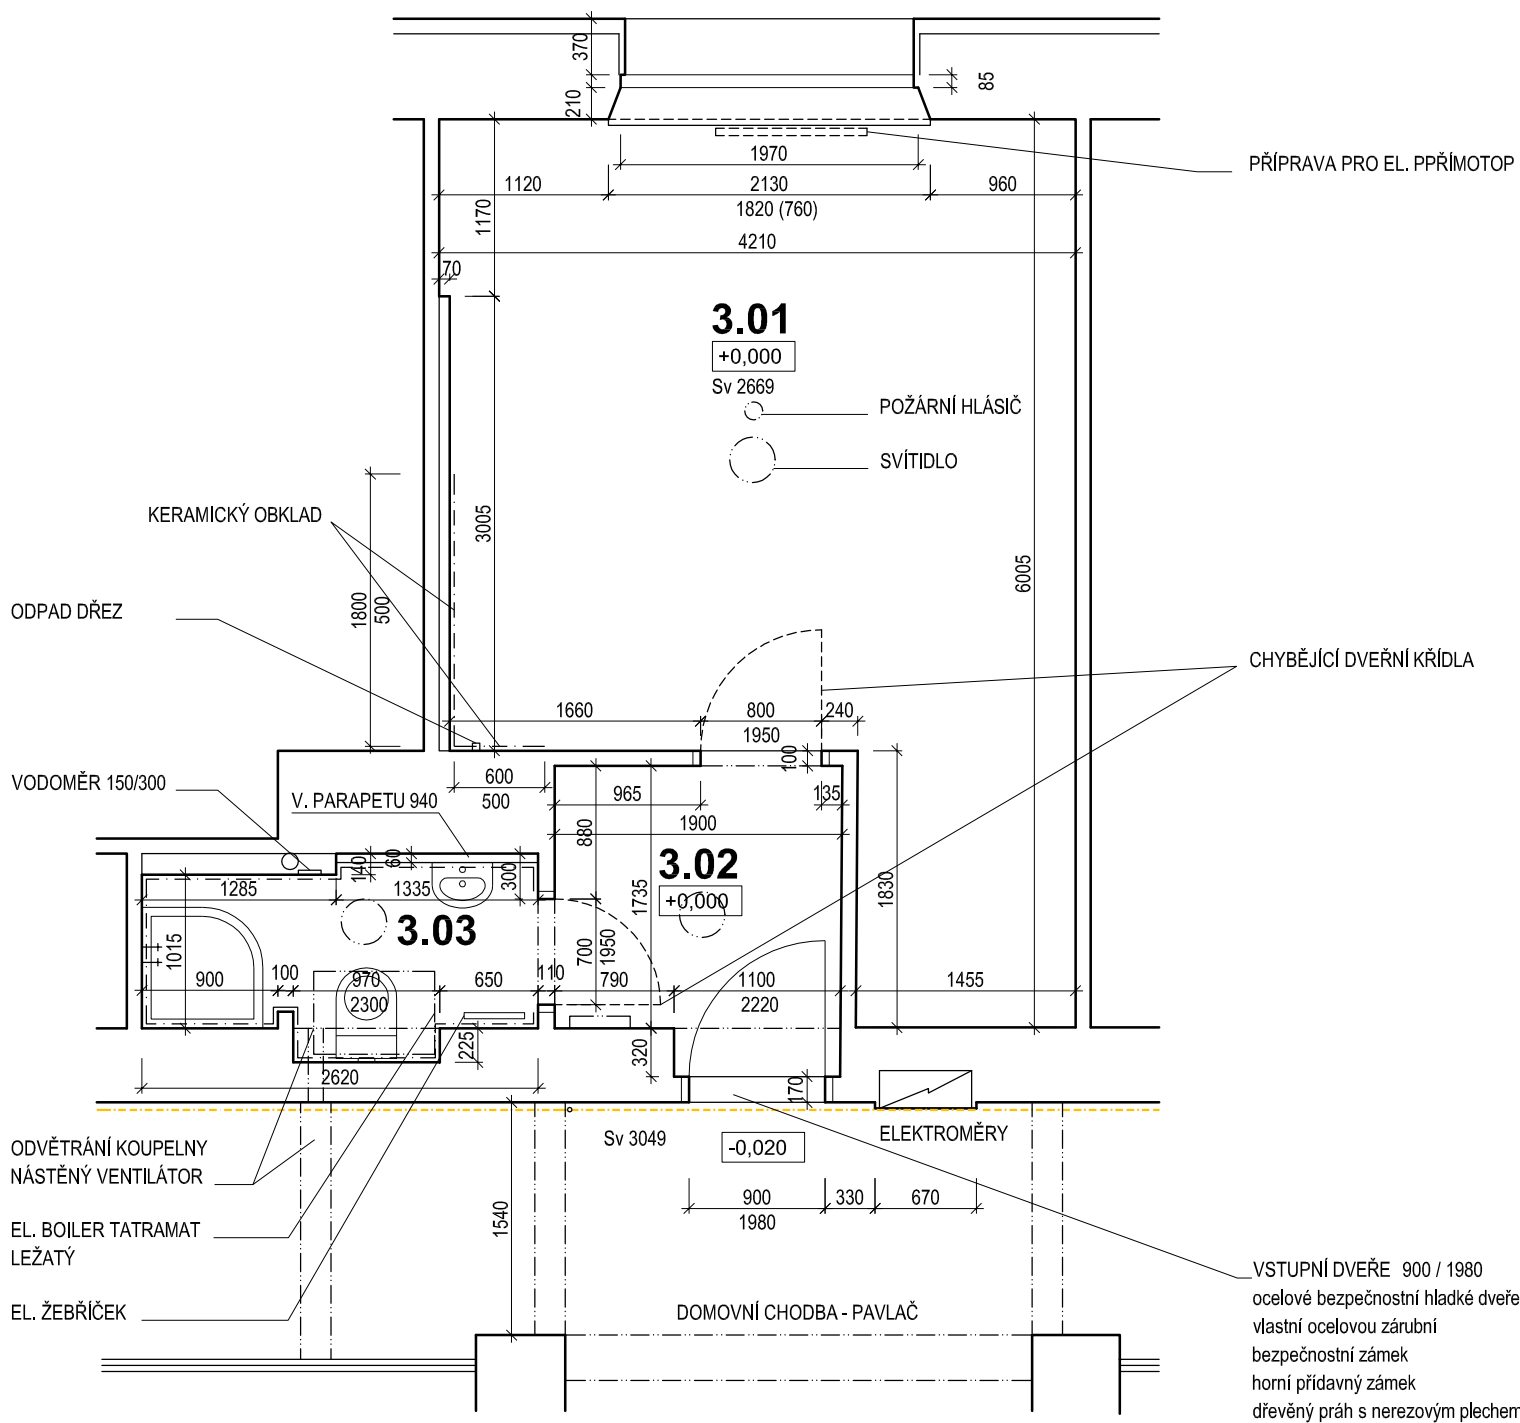 370
85
210
1970
PŘÍPRAVA PRO EL. PPŘÍMOTOP
1120
2130
960
1820 (760)
1170
4210
70
3.01
+0,000
Sv 2669
POŽÁRNÍ HLÁSIČ
SVÍTIDLO
KERAMICKÝ OBKLAD
3005
6005
1800
500
ODPAD DŘEZ
CHYBĚJÍCÍ DVEŘNÍ KŘÍDLA
1660
800
240
1950
100
VODOMĚR 150/300
600
500
965
135
V. PARAPETU 940
880
1900
140
60
300
3.02
+0,000
1285
1335
1735
1830
3.03
1015
900
100
970
650
110
700
1950
790
1100
1455
2300
2220
225
320
2620
170
ELEKTROMĚRY
Sv 3049
-0,020
ODVĚTRÁNÍ KOUPELNY
NÁSTĚNÝ VENTILÁTOR
1540
900
330
670
1980
EL. BOILER TATRAMAT
LEŽATÝ
EL. ŽEBŘÍČEK
DOMOVNÍ CHODBA - PAVLAČ
VSTUPNÍ DVEŘE 900 / 1980
ocelové bezpečnostní hladké dveře
vlastní ocelovou zárubní
bezpečnostní zámek
horní přídavný zámek
dřevěný práh s nerezovým plechem